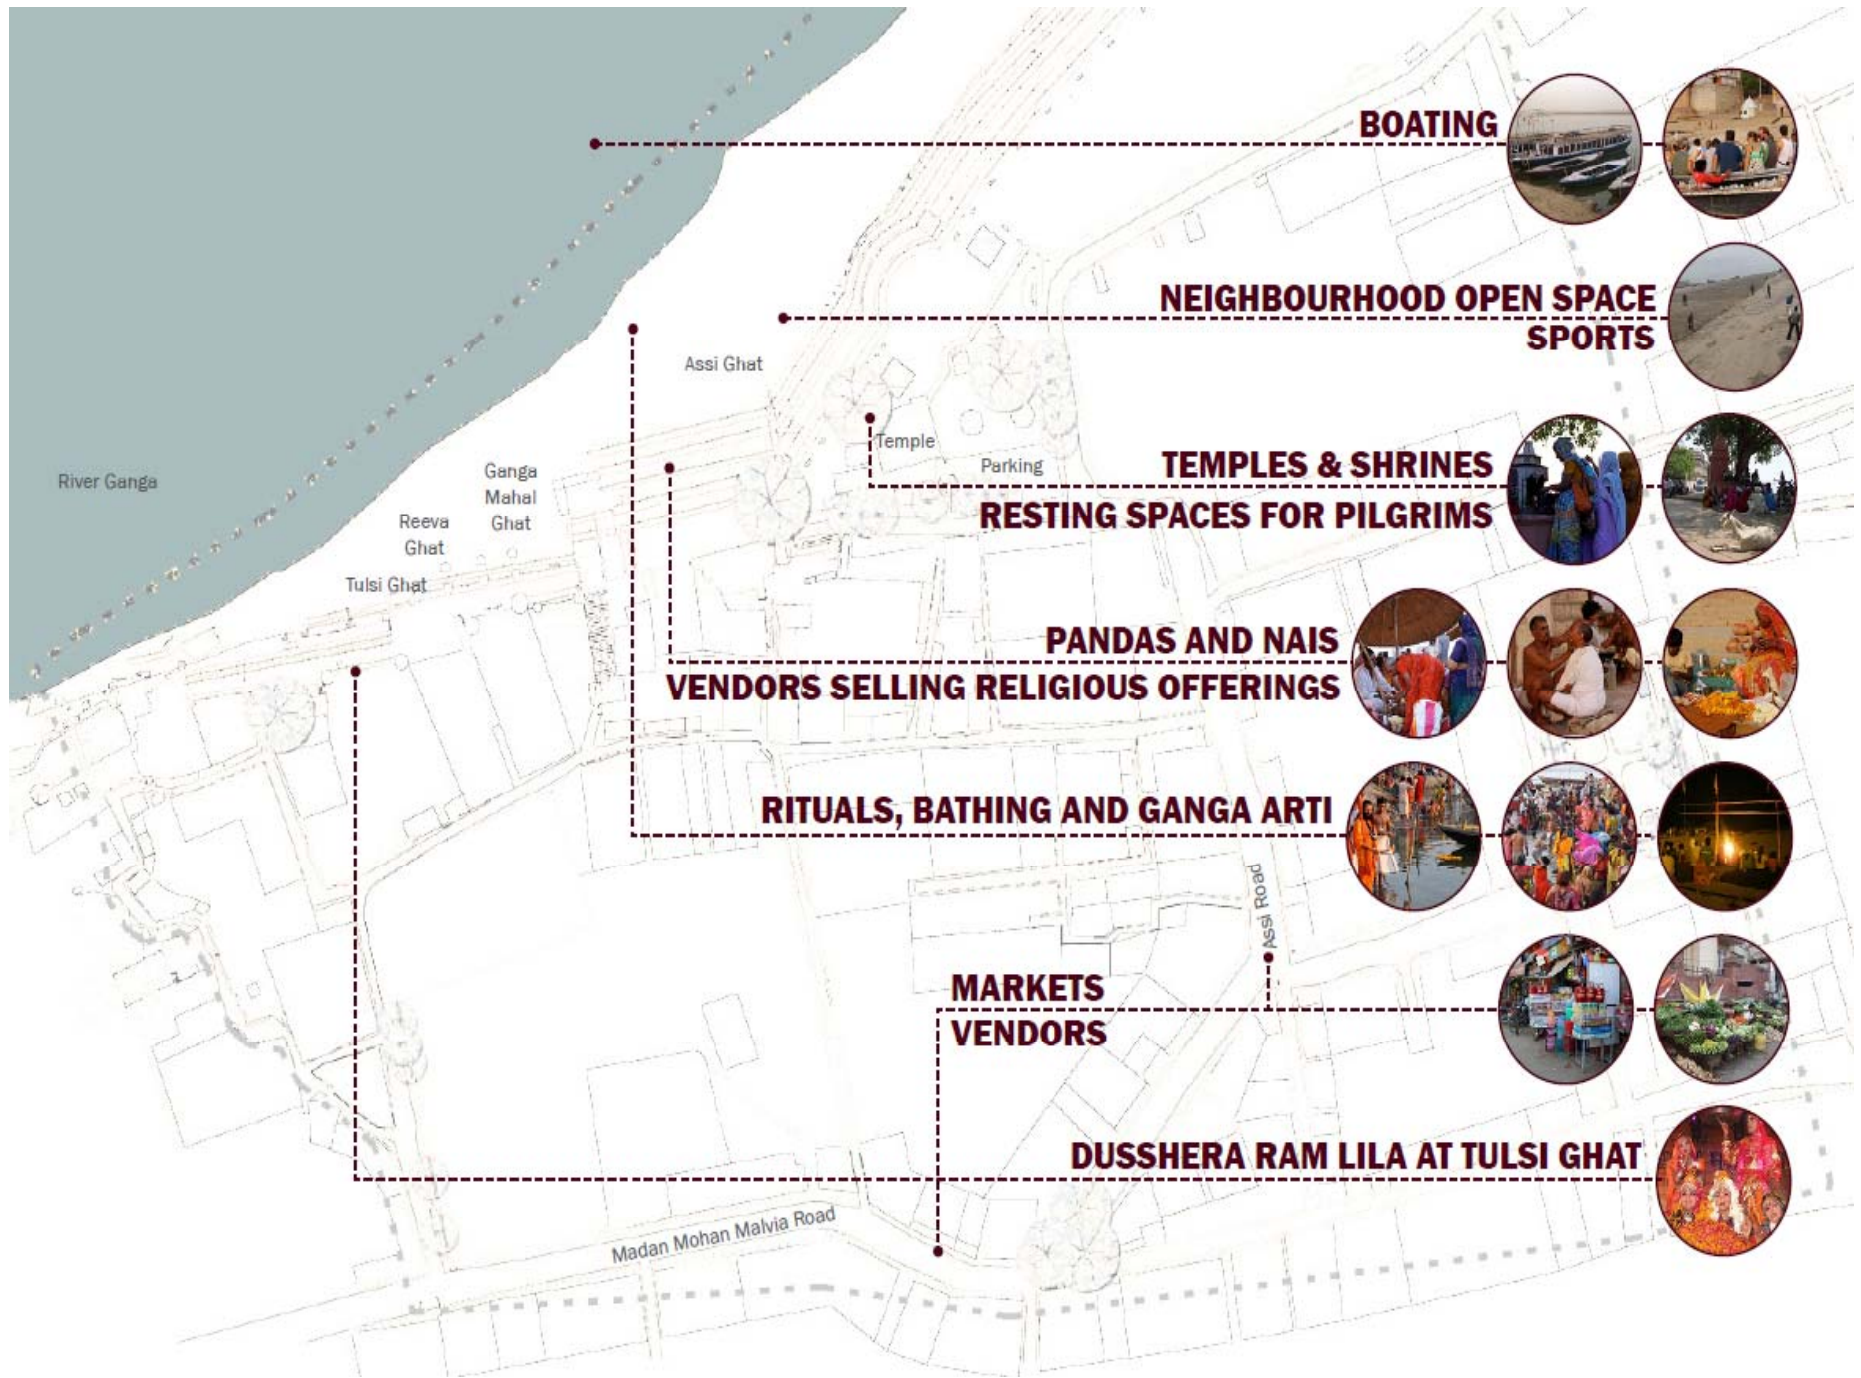 BOATING
NEIGHBOURHOOD OPEN SPACE
SPORTS
Assi Ghat
Temple
Parking
TEMPLES & SHRINES
RESTING SPACES FOR PILGRIMS
River Ganga
Ganga
Mahal
Ghat
Reeva
Ghat
Tulsi Ghat
PANDAS AND NAIS
VENDORS SELLING RELIGIOUS OFFERINGS
RITUALS, BATHING AND GANGA ARTI
Assi Road
MARKETS
VENDORS
DUSSHERA RAM LILA AT TULSI GHAT
Madan Mohan Malvia Road